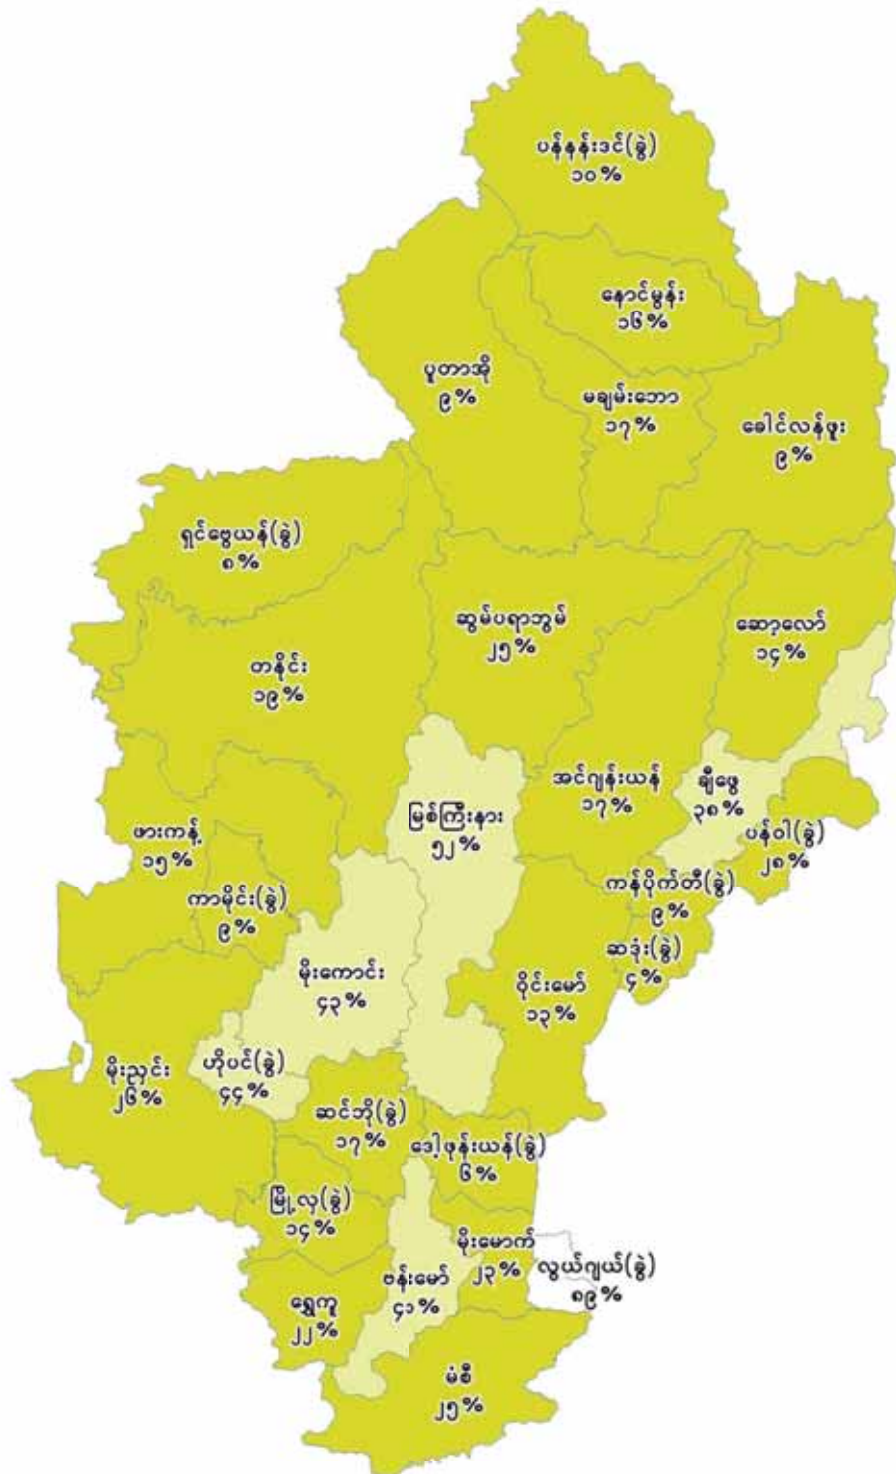 ပန်နန်းဒင်(ခွဲ)
၁၀%
နောင်မွန်း
၁၆%
ပူတာအို
၉%
မချမ်းဘော
၁၇%
ခေါင်လန်ဖူး
၉%
ရှင်ဗွေယန်(ခွဲ)
၈%
ဆွမ်ပရာဘွမ်
၂၅%
ဆော့လော်
၁၄%
တနိုင်း
၁၉%
အင်ဂျန်းယန်
၁၇%
ချီဖွေ
၃၈%
မြစ်ကြီးနား
၅၂%
ဖားကန့်
၁၅%
ပန်ဝါ(ခွဲ)
၂၈%
ကန်ပိုက်တီ(ခွဲ)
၉%
ကာမိုင်း(ခွဲ)
၉%
ဆဒုံး(ခွဲ)
၄%
မိုးကောင်း
၄၃%
ဝိုင်းမော်
၁၃%
မိုးညှင်း
၂၆%
ဟိုပင်(ခွဲ)
၄၄%
ဆင်ဘို(ခွဲ)
၁၇%
ဒေါ့ဖုန်းယန်(ခွဲ)
၆%
မြို့လှ(ခွဲ)
၁၄%
မိုးမောက်
၂၃%
လွယ်ဂျယ်(ခွဲ)
၈၉%
ဗန်းမော်
၄၁%
ရွှေကူ
၂၂%
မံစီ
၂၅%